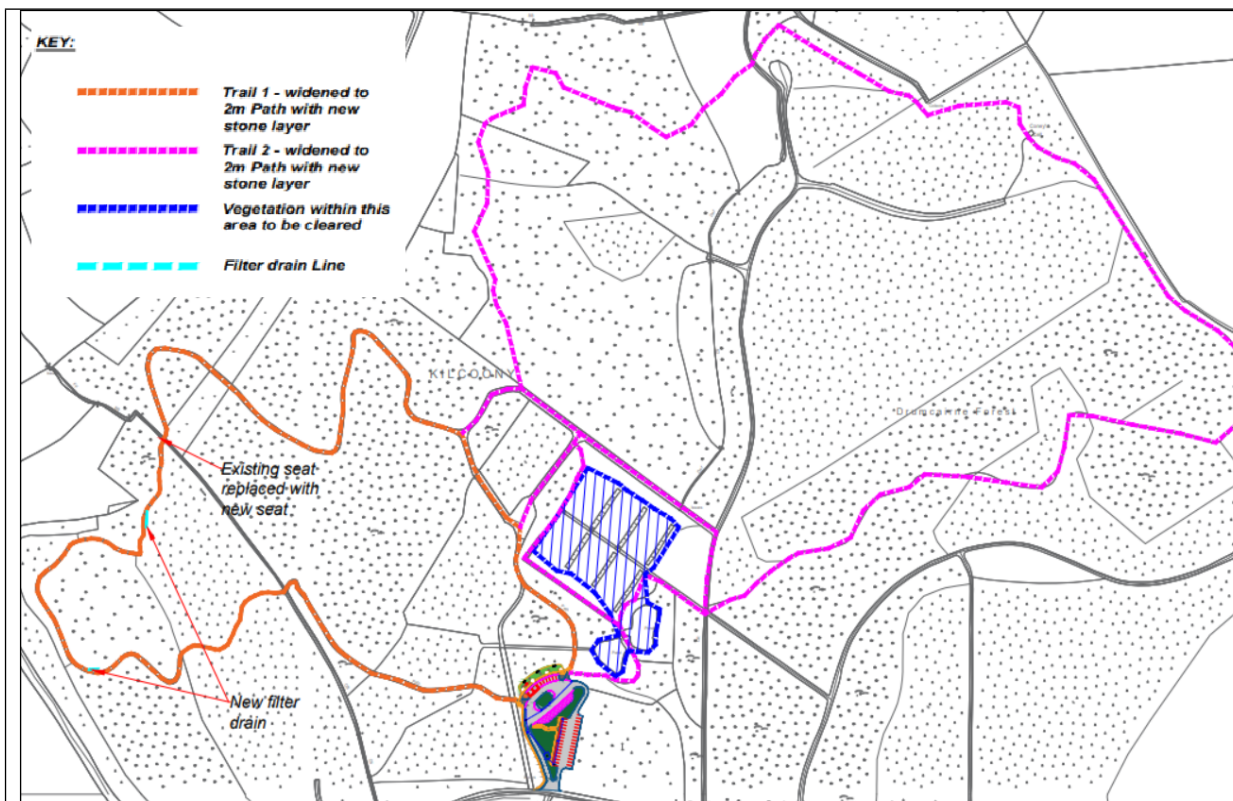 KEY:
Trail 1 - widened to
2m Path with new
stone layer
Trail 2 - widened to
2m Path with new
stone layer
Vegetation within this
area to be cleared
Filter drain Line
KILCOONY
Drumcairne Forest
Existing seat
replaced with
new seat
New filter
drain